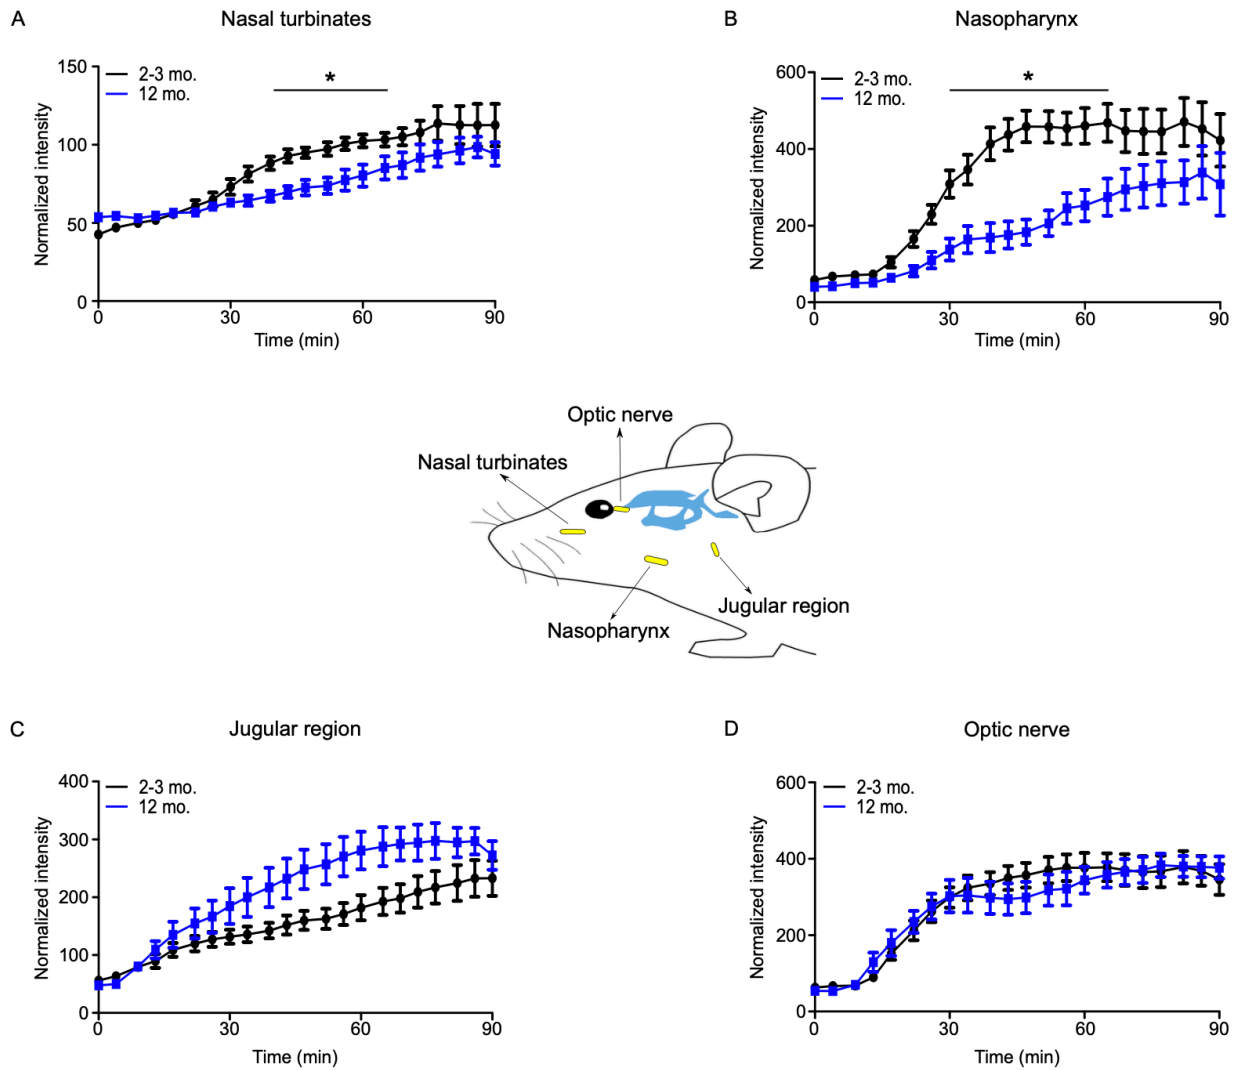 A
Nasal turbinates
150
100
50
0
0
30
60
90
Normalized intensity
Time (min)
2-3 mo.
12 mo.
*
B
Nasopharynx
600
400
200
0
0
30
60
90
Normalized intensity
Time (min)
2-3 mo.
12 mo.
*
Optic nerve
Nasal turbinates
Jugular region
Nasopharynx
C
Jugular region
400
300
200
100
0
0
30
60
90
Normalized intensity
Time (min)
2-3 mo.
12 mo.
D
Optic nerve
600
400
200
0
0
30
60
90
Normalized intensity
Time (min)
2-3 mo.
12 mo.